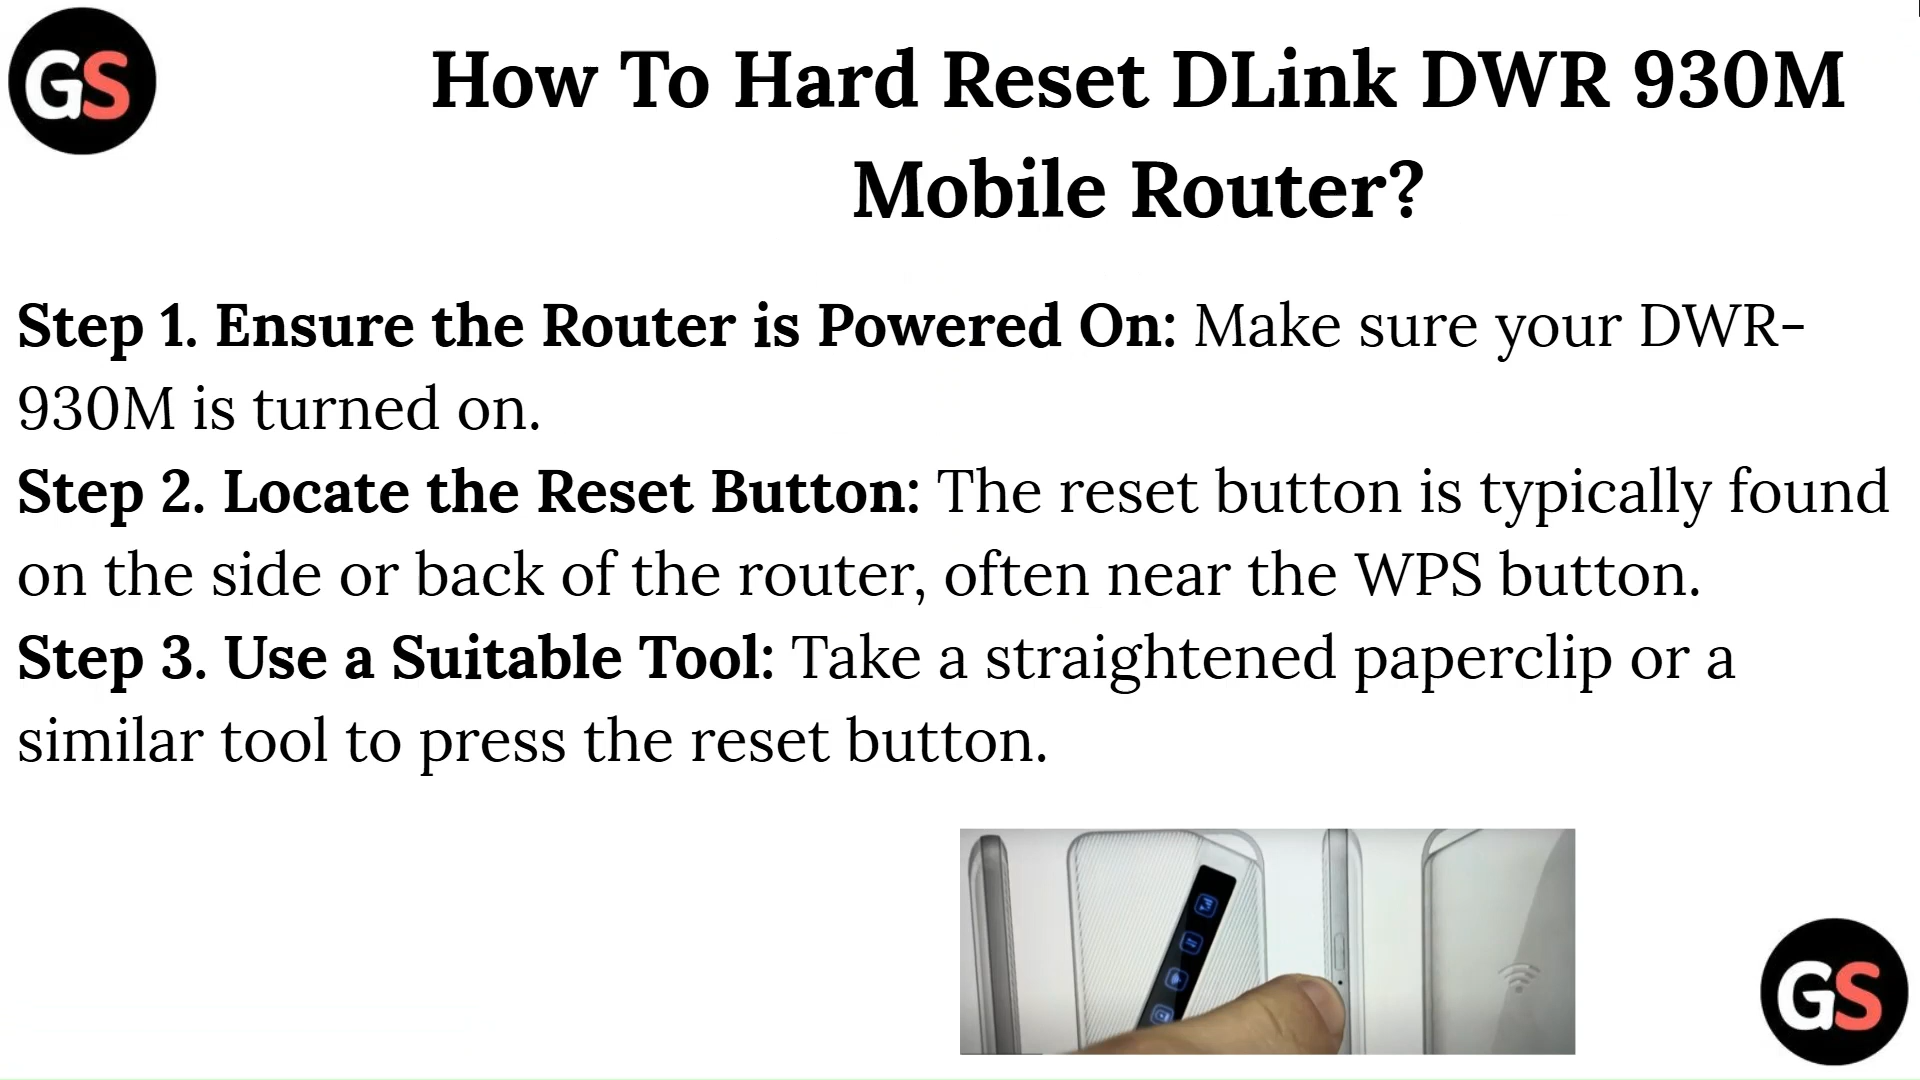 GS
How To Hard Reset DLink DWR 930M
Mobile Router?
Step 1. Ensure the Router is Powered On: Make sure your DWR-
930M is turned on.
Step 2. Locate the Reset Button: The reset button is typically found
on the side or back of the router, often near the WPS button.
Step 3. Use a Suitable Tool: Take a straightened paperclip or a
similar tool to press the reset button.
GS